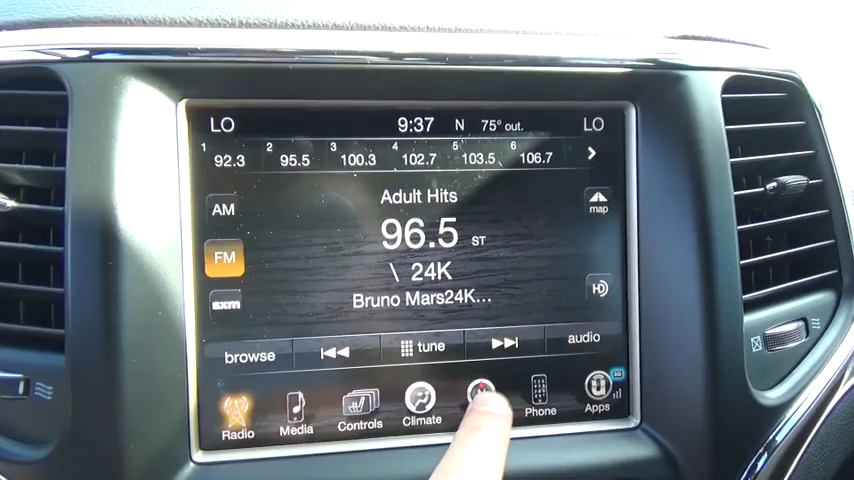 LO 9:37 N 75° out. LO
1 92.3 2 95.5 3 100.3 4 102.7 5 103.5 6 106.7
AM
Adult Hits
map
96.5 ST
FM
\ 24K
HD
sxm
Bruno Mars24K...
browse
tune
audio
Radio
Media
Controls
Climate
Phone
Apps